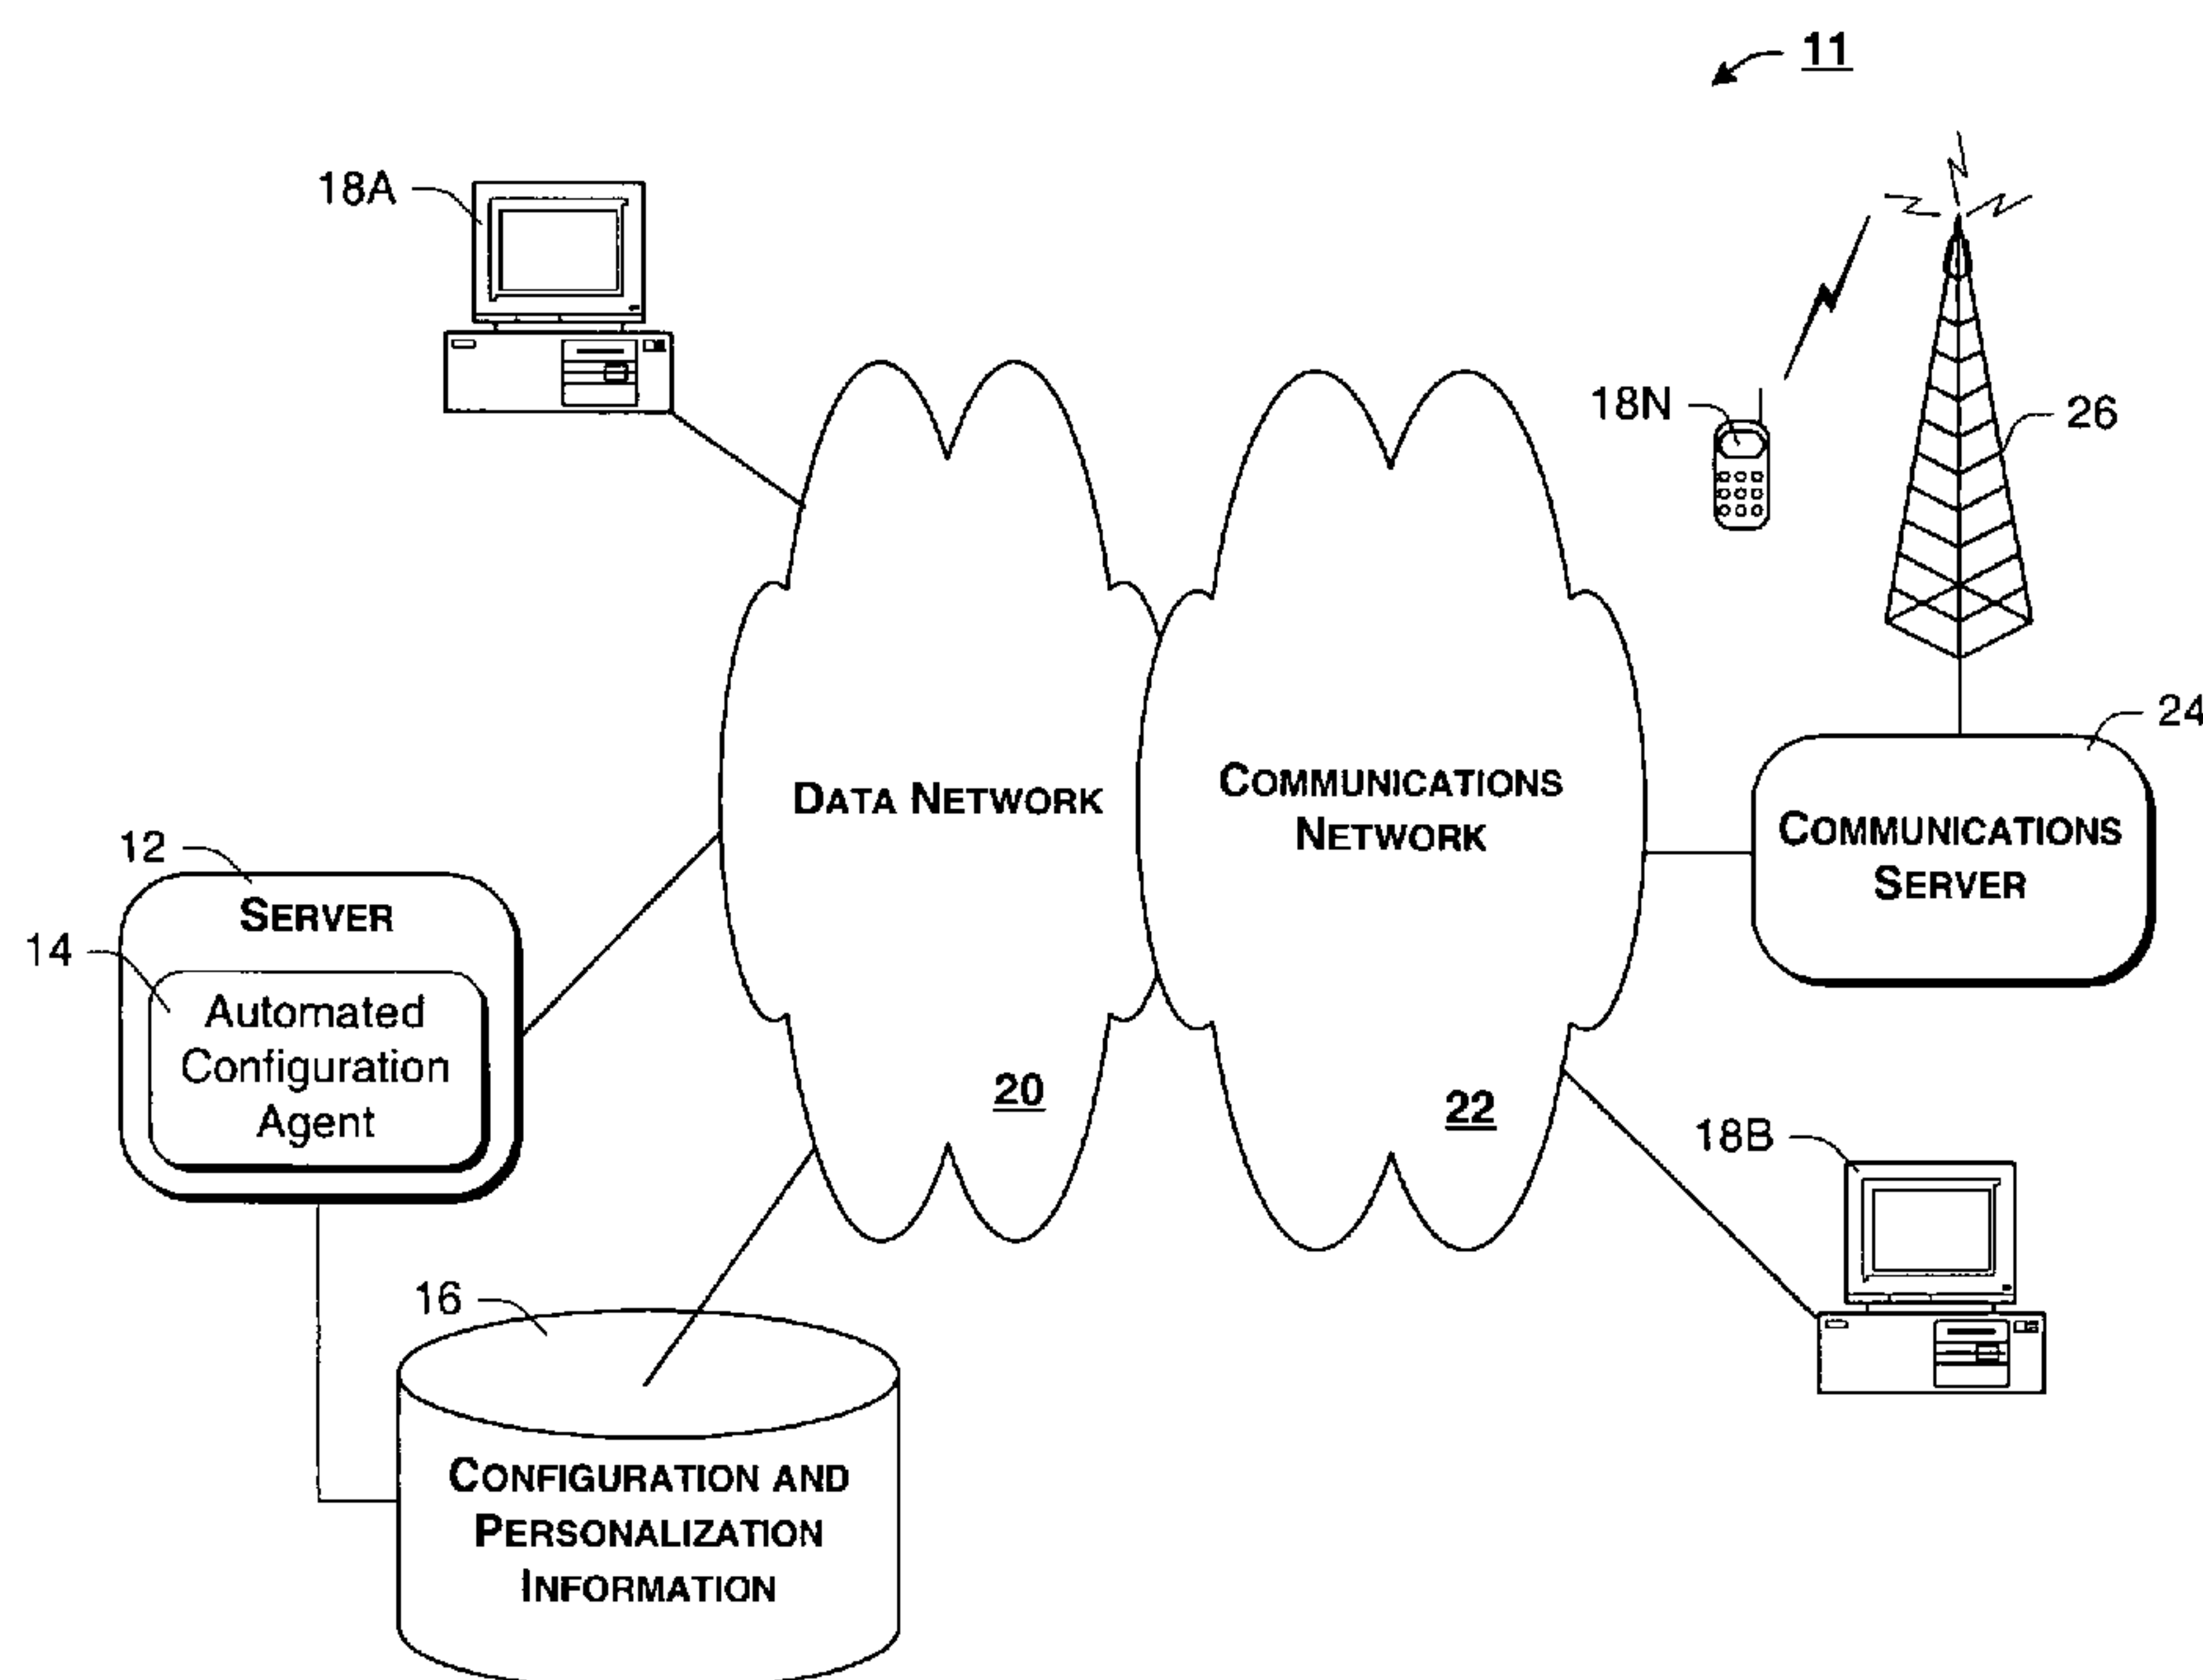 11
18A
18N
26
24
DATA NETWORK
COMMUNICATIONS
NETWORK
COMMUNICATIONS
SERVER
12
SERVER
14
Automated
Configuration
Agent
20
22
18B
16
CONFIGURATION AND
PERSONALIZATION
INFORMATION